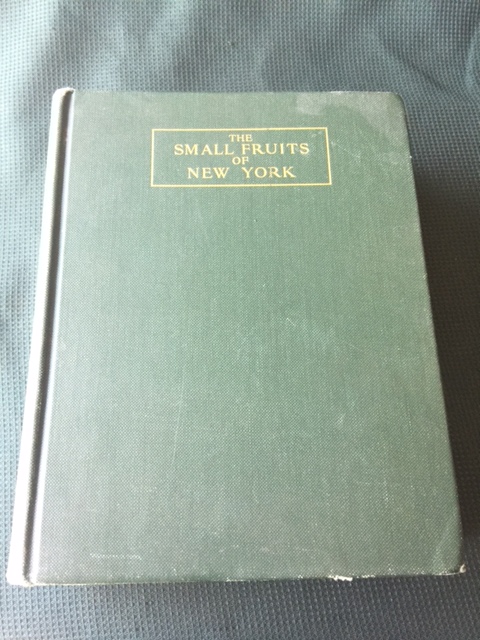 THE
SMALL FRUITS
OF
NEW YORK